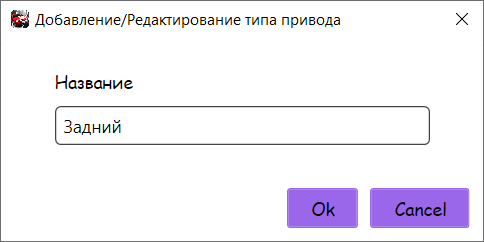 Добавление/Редактирование типа привода
Название
Задний
Ok Cancel